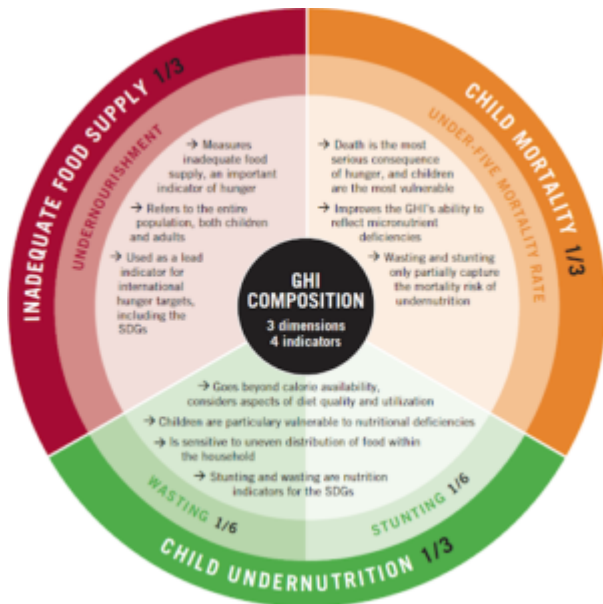 INADEQUATE FOOD SUPPLY 1/3
UNDERNOURISHMENT
→ Measures
inadequate food
supply, an important
indicator of hunger
→ Refers to the entire
population, both children
and adults
→ Used as a lead
indicator for
international
hunger targets,
including the
SDGs
CHILD MORTALITY 1/3
UNDER-FIVE MORTALITY RATE
→ Death is the most
serious consequence
of hunger, and children
are the most vulnerable
→ Improves the GHI's ability to
reflect micronutrient
deficiencies
→ Wasting and stunting
only partially capture
the mortality risk of
undernutrition
GHI
COMPOSITION
3 dimensions
4 indicators
→ Goes beyond calorie availability,
considers aspects of diet quality and utilization
→ Children are particulary vulnerable to nutritional deficiencies
→ Is sensitive to uneven distribution of food within
the household
→ Stunting and wasting are nutrition
indicators for the SDGs
WASTING 1/6
STUNTING 1/6
CHILD UNDERNUTRITION 1/3